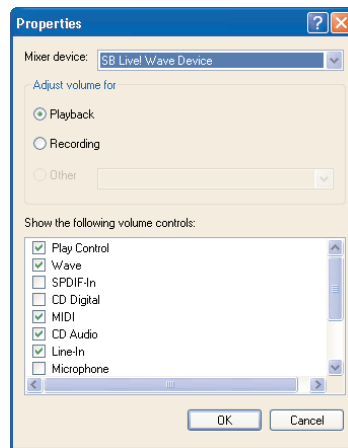 Properties
Mixer device: SB Live! Wave Device
Adjust volume for
Playback
Recording
Other
Show the following volume controls:
Play Control
Wave
SPDIF-In
CD Digital
MIDI
CD Audio
Line-In
Microphone
OK Cancel